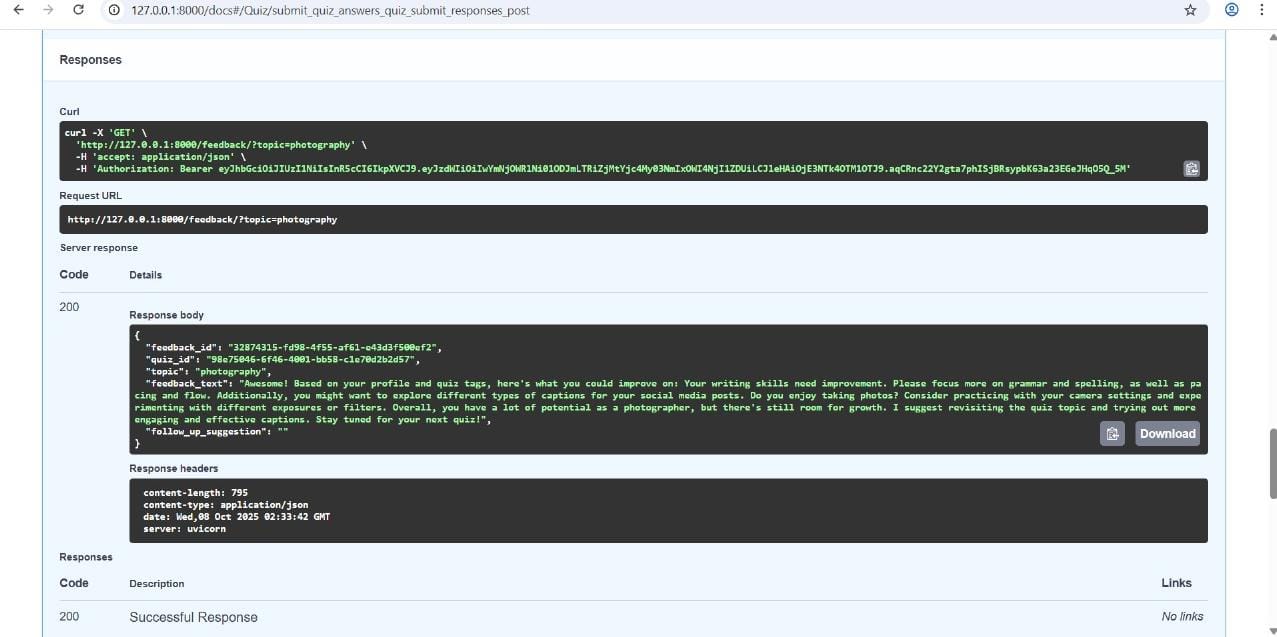 127.0.0.1:8000/docs#/Quiz/submit_quiz_answers_quiz_submit_responses_post
Responses
Curl
curl -X 'GET' \
'http://127.0.0.1:8000/feedback/?topic=photography' \
-H 'accept: application/json' \
-H 'Authorization: Bearer
Request URL
http://127.0.0.1:8000/feedback/?topic=photography
Server response
Code Details
200
Response body
{
"feedback_id": "32874315-fd98-4f55-af61-e43d3f500ef2",
"quiz_id": "98e75046-6f46-4001-bb58-c1e70d2b2d57",
"topic": "photography",
"feedback_text": "Awesome! Based on your profile and quiz tags, here's what you could improve on: Your writing skills need improvement. Please focus more on grammar and spelling, as well as pa
cing and flow. Additionally, you might want to explore different types of captions for your social media posts. Do you enjoy taking photos? Consider practicing with your camera settings and expe
rimenting with different exposures or filters. Overall, you have a lot of potential as a photographer, but there's still room for growth. I suggest revisiting the quiz topic and trying out more
engaging and effective captions. Stay tuned for your next quiz!",
"follow_up_suggestion": ""
}
Download
Response headers
content-length: 795
content-type: application/json
date: Wed,08 Oct 2025 02:33:42 GMT
server: uvicorn
Responses
Code Description Links
200 Successful Response No links